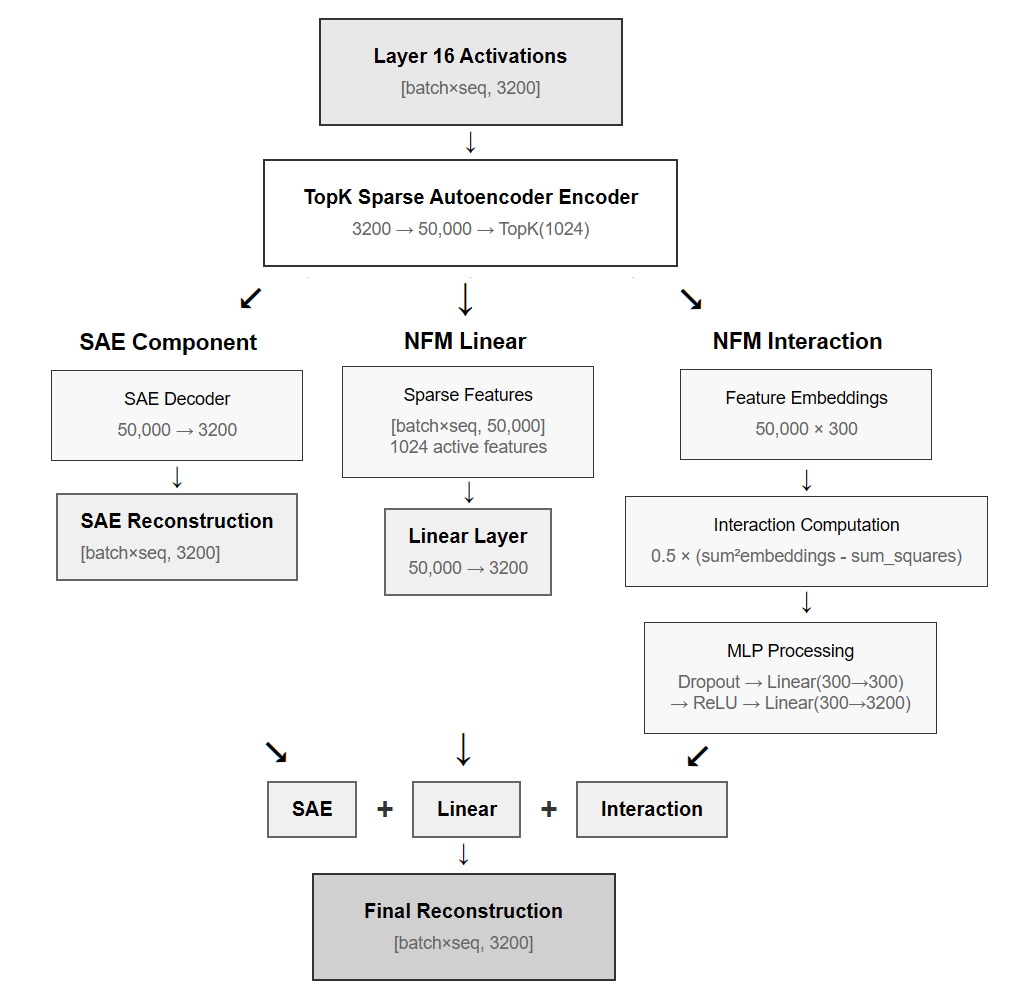 Layer 16 Activations
[batch×seq, 3200]
↓
TopK Sparse Autoencoder Encoder
3200 → 50,000 → TopK(1024)
↙ ↓ ↘
SAE Component
SAE Decoder
50,000 → 3200
↓
SAE Reconstruction
[batch×seq, 3200]
NFM Linear
Sparse Features
[batch×seq, 50,000]
1024 active features
↓
Linear Layer
50,000 → 3200
NFM Interaction
Feature Embeddings
50,000 × 300
↓
Interaction Computation
0.5 × (sum²embeddings - sum_squares)
↓
MLP Processing
Dropout → Linear(300→300)
→ ReLU → Linear(300→3200)
↘ ↓ ↙
SAE + Linear + Interaction
↓
Final Reconstruction
[batch×seq, 3200]